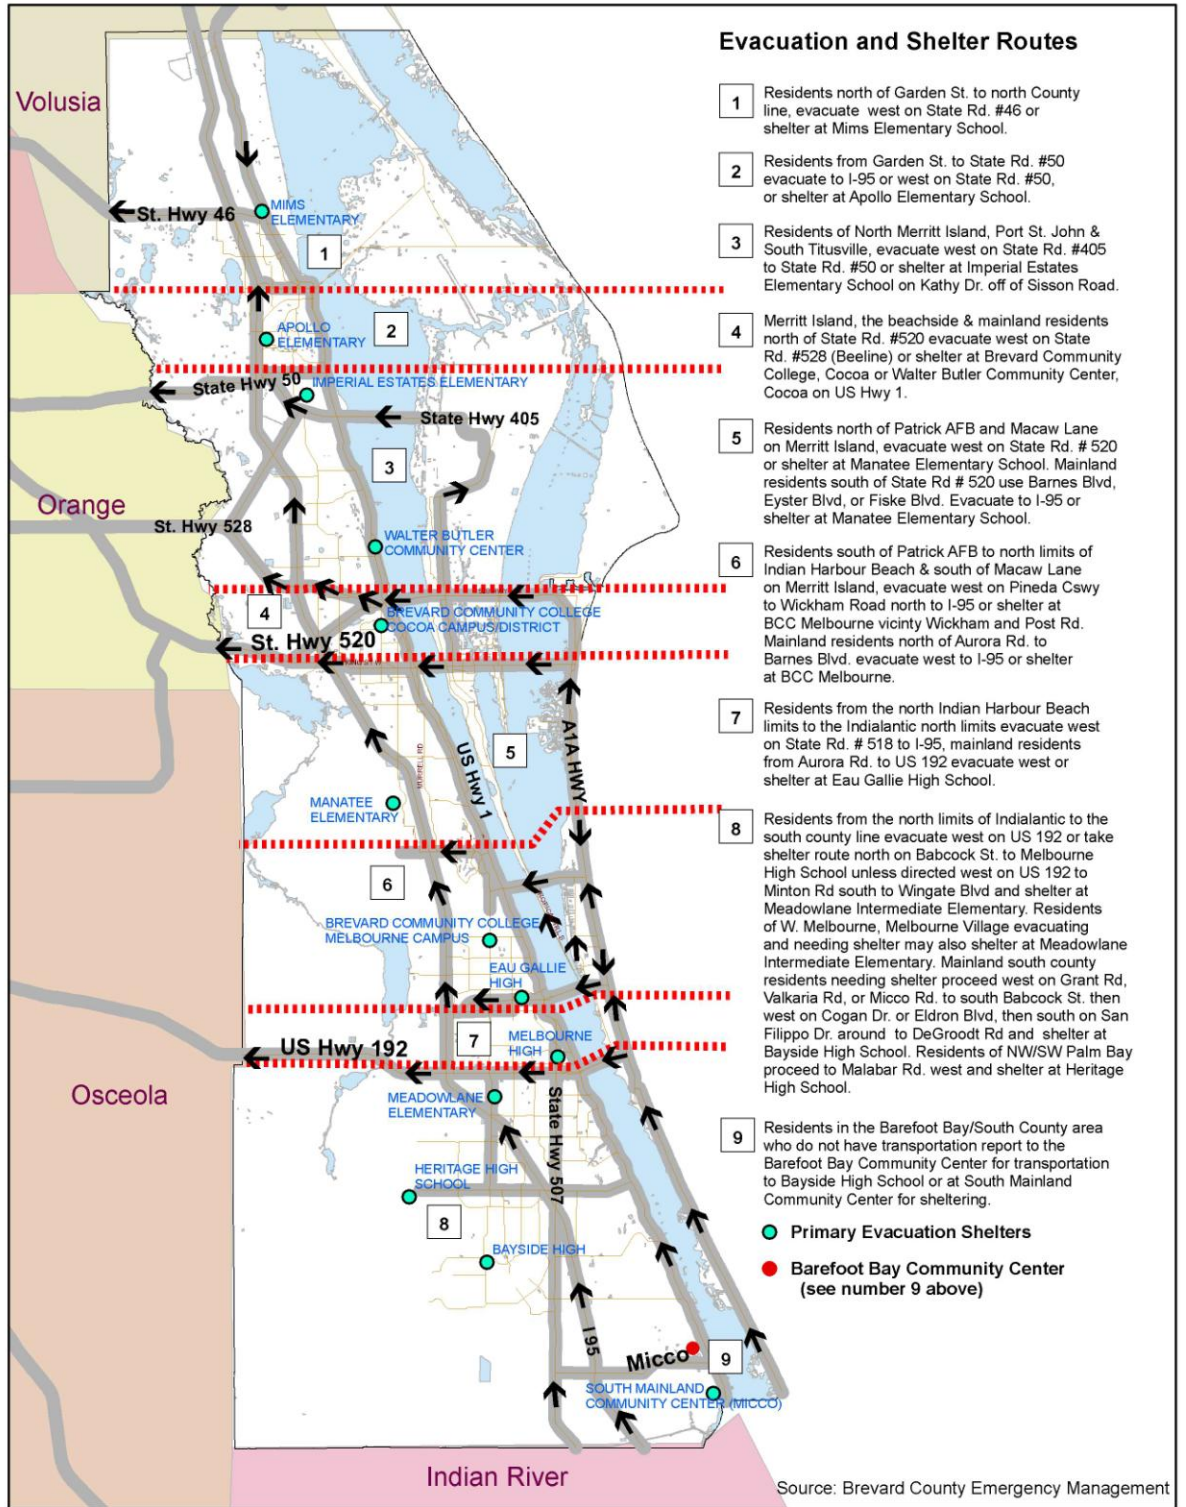 Evacuation and Shelter Routes
1
Residents north of Garden St. to north County
line, evacuate west on State Rd. #46 or
shelter at Mims Elementary School.
2
Residents from Garden St. to State Rd. #50
evacuate to I-95 or west on State Rd. #50,
or shelter at Apollo Elementary School.
3
Residents of North Merritt Island, Port St. John &
South Titusville, evacuate west on State Rd. #405
to State Rd. #50 or shelter at Imperial Estates
Elementary School on Kathy Dr. off of Sisson Road.
4
Merritt Island, the beachside & mainland residents
north of State Rd. #520 evacuate west on State
Rd. #528 (Beeline) or shelter at Brevard Community
College, Cocoa or Walter Butler Community Center,
Cocoa on US Hwy 1.
5
Residents north of Patrick AFB and Macaw Lane
on Merritt Island, evacuate west on State Rd. # 520
or shelter at Manatee Elementary School. Mainland
residents south of State Rd # 520 use Barnes Blvd,
Eyster Blvd, or Fiske Blvd. Evacuate to I-95 or
shelter at Manatee Elementary School.
6
Residents south of Patrick AFB to north limits of
Indian Harbour Beach & south of Macaw Lane
on Merritt Island, evacuate west on Pineda Cswy
to Wickham Road north to I-95 or shelter at
BCC Melbourne vicinty Wickham and Post Rd.
Mainland residents north of Aurora Rd. to
Barnes Blvd. evacuate west to I-95 or shelter
at BCC Melbourne.
7
Residents from the north Indian Harbour Beach
limits to the Indialantic north limits evacuate west
on State Rd. # 518 to I-95, mainland residents
from Aurora Rd. to US 192 evacuate west or
shelter at Eau Gallie High School.
8
Residents from the north limits of Indialantic to the
south county line evacuate west on US 192 or take
shelter route north on Babcock St. to Melbourne
High School unless directed west on US 192 to
Minton Rd south to Wingate Blvd and shelter at
Meadowlane Intermediate Elementary. Residents
of W. Melbourne, Melbourne Village evacuating
and needing shelter may also shelter at Meadowlane
Intermediate Elementary. Mainland south county
residents needing shelter proceed west on Grant Rd,
Valkaria Rd, or Micco Rd. to south Babcock St. then
west on Cogan Dr. or Eldron Blvd, then south on San
Filippo Dr. around to DeGroodt Rd and shelter at
Bayside High School. Residents of NW/SW Palm Bay
proceed to Malabar Rd. west and shelter at Heritage
High School.
9
Residents in the Barefoot Bay/South County area
who do not have transportation report to the
Barefoot Bay Community Center for transportation
to Bayside High School or at South Mainland
Community Center for sheltering.
Primary Evacuation Shelters
Barefoot Bay Community Center
(see number 9 above)
Volusia
St. Hwy 46
MIMS
ELEMENTARY
1
2
APOLLO
ELEMENTARY
State Hwy 50
IMPERIAL ESTATES ELEMENTARY
State Hwy 405
3
Orange
St. Hwy 528
WALTER BUTLER
COMMUNITY CENTER
4
BREVARD COMMUNITY COLLEGE
COCOA CAMPUS/DISTRICT
St. Hwy 520
A1A HWY
US Hwy 1
5
MANATEE
ELEMENTARY
6
BREVARD COMMUNITY COLLEGE
MELBOURNE CAMPUS
EAU GALLIE
HIGH
7
US Hwy 192
MELBOURNE
HIGH
Osceola
MEADOWLANE
ELEMENTARY
State Hwy 507
HERITAGE HIGH
SCHOOL
8
BAYSIDE HIGH
I 95
Micco
9
SOUTH MAINLAND
COMMUNITY CENTER (MICCO)
Indian River
Source: Brevard County Emergency Management